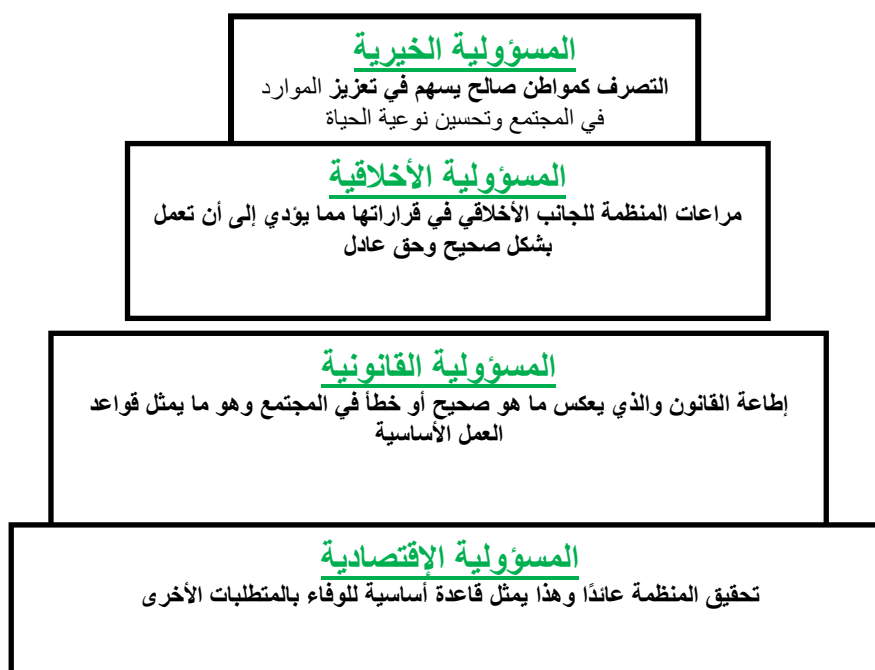 المسؤولية الخيرية
التصرف كمواطن صالح يسهم في تعزيز الموارد
في المجتمع وتحسين نوعية الحياة
المسؤولية الأخلاقية
مراعات المنظمة للجانب الأخلاقي في قراراتها مما يؤدي إلى أن تعمل
بشكل صحيح وحق عادل
المسؤولية القانونية
إطاعة القانون والذي يعكس ما هو صحيح أو خطأ في المجتمع وهو ما يمثل قواعد
العمل الأساسية
المسؤولية الإقتصادية
تحقيق المنظمة عائدًا وهذا يمثل قاعدة أساسية للوفاء بالمتطلبات الأخرى